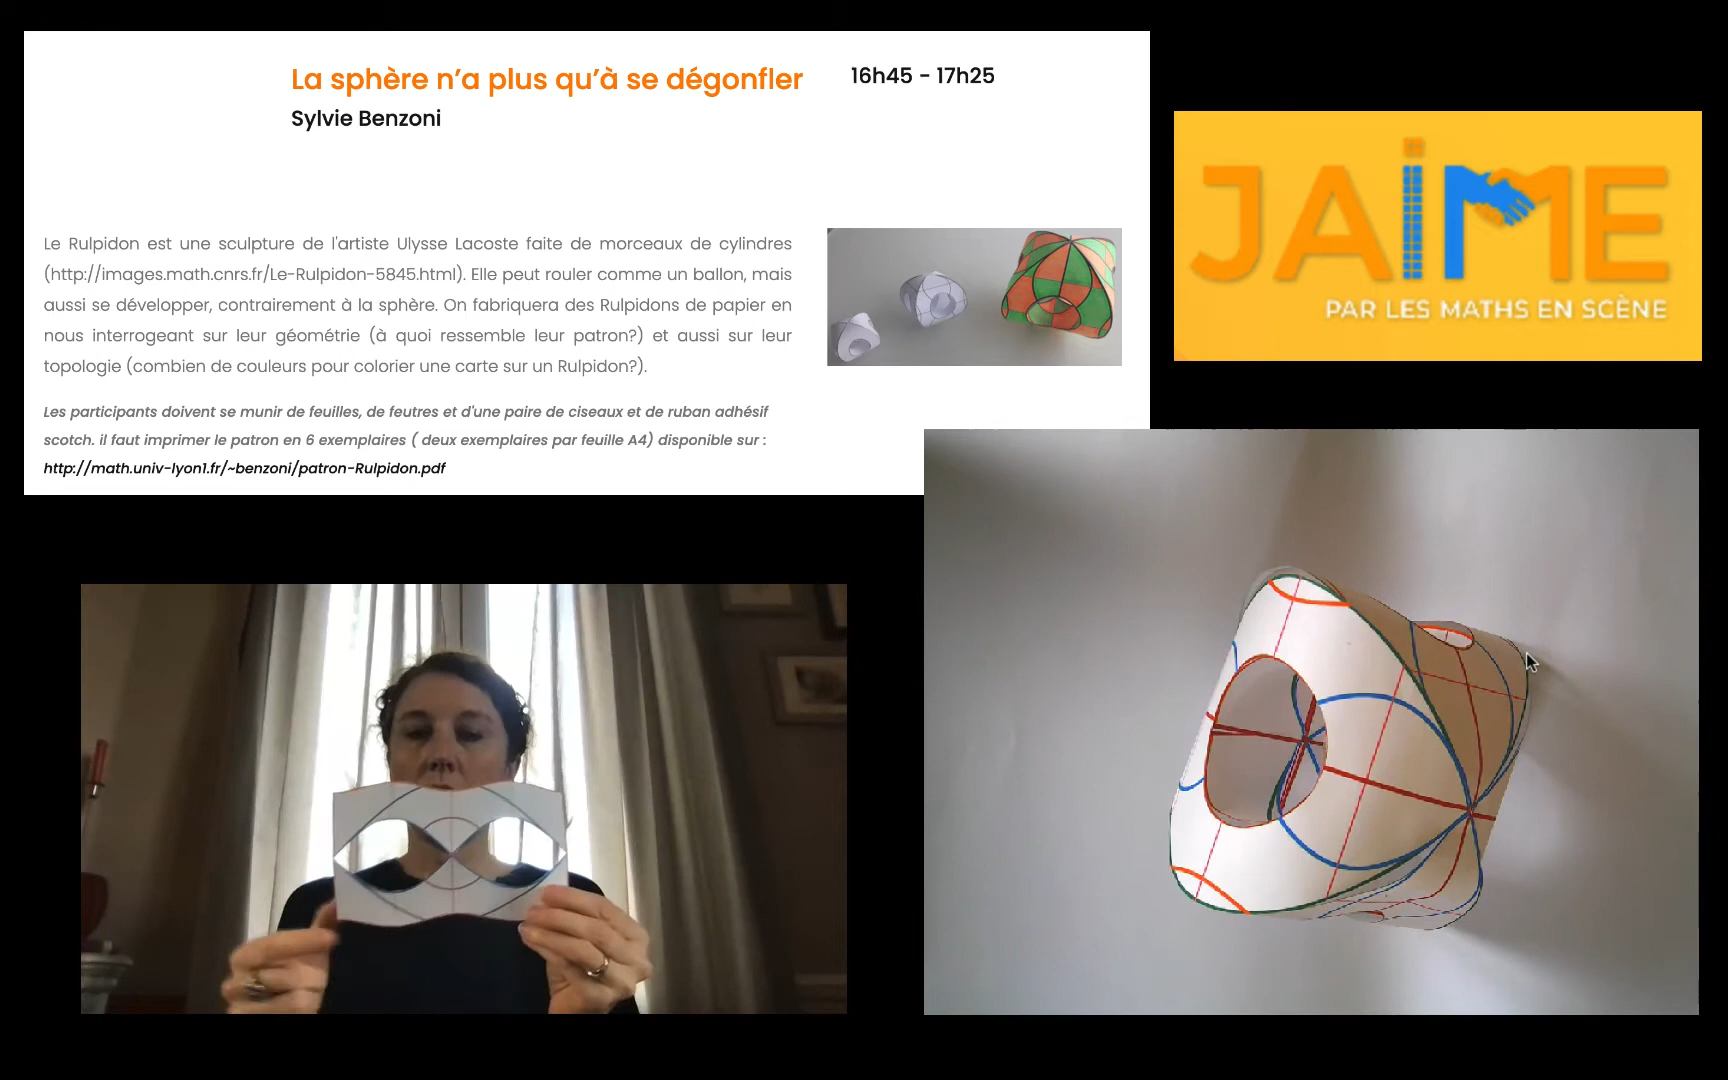 La sphère n’a plus qu’à se dégonfler
16h45 - 17h25
Sylvie Benzoni
Le Rulpidon est une sculpture de l'artiste Ulysse Lacoste faite de morceaux de cylindres
(http://images.math.cnrs.fr/Le-Rulpidon-5845.html). Elle peut rouler comme un ballon, mais
aussi se développer, contrairement à la sphère. On fabriquera des Rulpidons de papier en
nous interrogeant sur leur géométrie (à quoi ressemble leur patron?) et aussi sur leur
topologie (combien de couleurs pour colorier une carte sur un Rulpidon?).
Les participants doivent se munir de feuilles, de feutres et d'une paire de ciseaux et de ruban adhésif
scotch. il faut imprimer le patron en 6 exemplaires ( deux exemplaires par feuille A4) disponible sur :
http://math.univ-lyon1.fr/~benzoni/patron-Rulpidon.pdf
JAiME
PAR LES MATHS EN SCÈNE